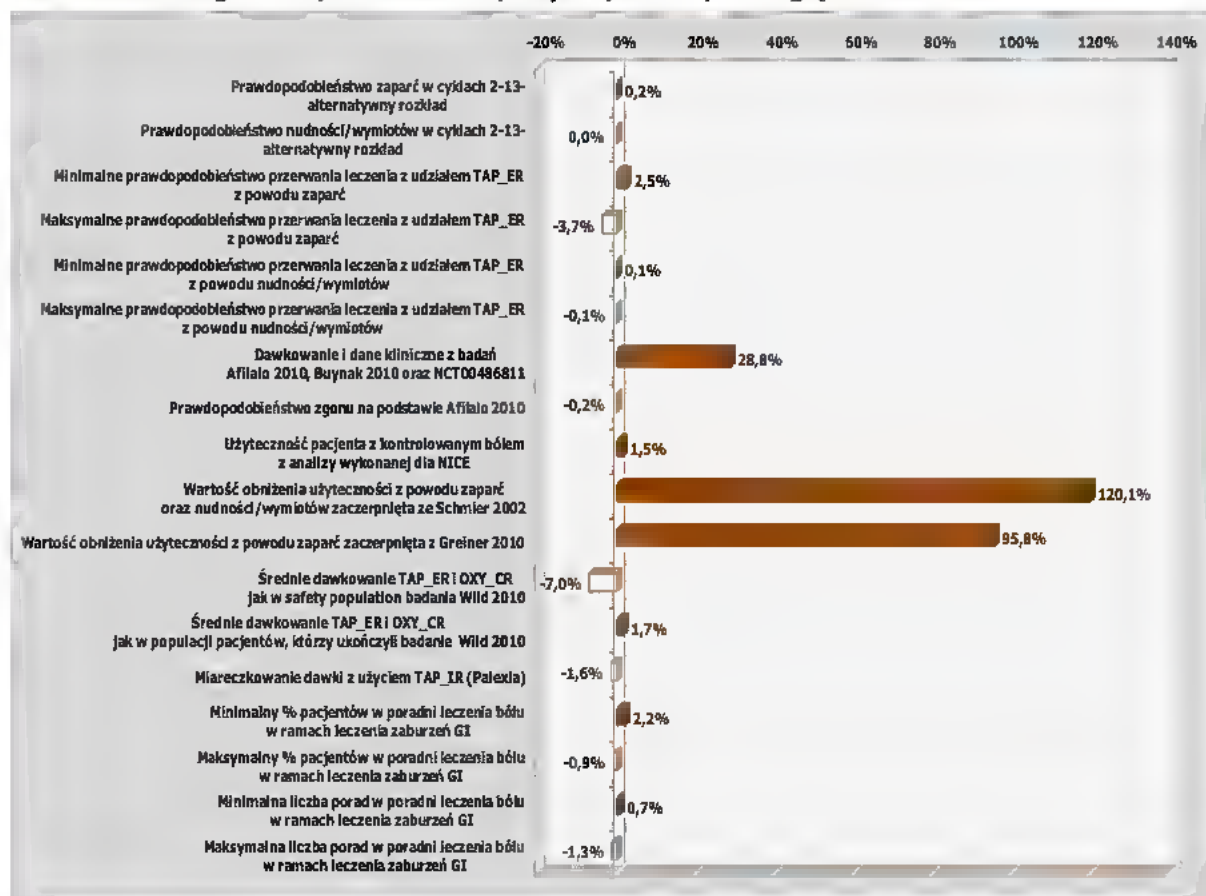 -20% 0% 20% 40% 60% 80% 100% 120% 140%
Prawdopodobieństwo zaparć w cyklach 2-13-
alternatywny rozkład
0,2%
Prawdopodobieństwo nudności/wymiotów w cyklach 2-13-
alternatywny rozkład
0,0%
Minimalne prawdopodobieństwo przerwania leczenia z udziałem TAP_ER
z powodu zaparć
2,5%
Maksymalne prawdopodobieństwo przerwania leczenia z udziałem TAP_ER
z powodu zaparć
-3,7%
Minimalne prawdopodobieństwo przerwania leczenia z udziałem TAP_ER
z powodu nudności/wymiotów
0,1%
Maksymalne prawdopodobieństwo przerwania leczenia z udziałem TAP_ER
z powodu nudności/wymiotów
-0,1%
Dawkowanie i dane kliniczne z badań
Afilalo 2010, Buynak 2010 oraz NCT00486811
28,8%
Prawdopodobieństwo zgonu na podstawie Afilalo 2010
-0,2%
Użyteczność pacjenta z kontrolowanym bólem
z analizy wykonanej dla NICE
1,5%
Wartość obniżenia użyteczności z powodu zaparć
oraz nudności/wymiotów zaczerpnięta ze Schmier 2002
120,1%
Wartość obniżenia użyteczności z powodu zaparć zaczerpnięta z Greiner 2010
95,8%
Średnie dawkowanie TAP_ER i OXY_CR
jak w safety population badania Wild 2010
-7,0%
Średnie dawkowanie TAP_ER i OXY_CR
jak w populacji pacjentów, którzy ukończyli badanie Wild 2010
1,7%
Miareczkowanie dawki z użyciem TAP_IR (Palexia)
-1,6%
Minimalny % pacjentów w poradni leczenia bólu
w ramach leczenia zaburzeń GI
2,2%
Maksymalny % pacjentów w poradni leczenia bólu
w ramach leczenia zaburzeń GI
-0,9%
Minimalna liczba porad w poradni leczenia bólu
w ramach leczenia zaburzeń GI
0,7%
Maksymalna liczba porad w poradni leczenia bólu
w ramach leczenia zaburzeń GI
-1,3%